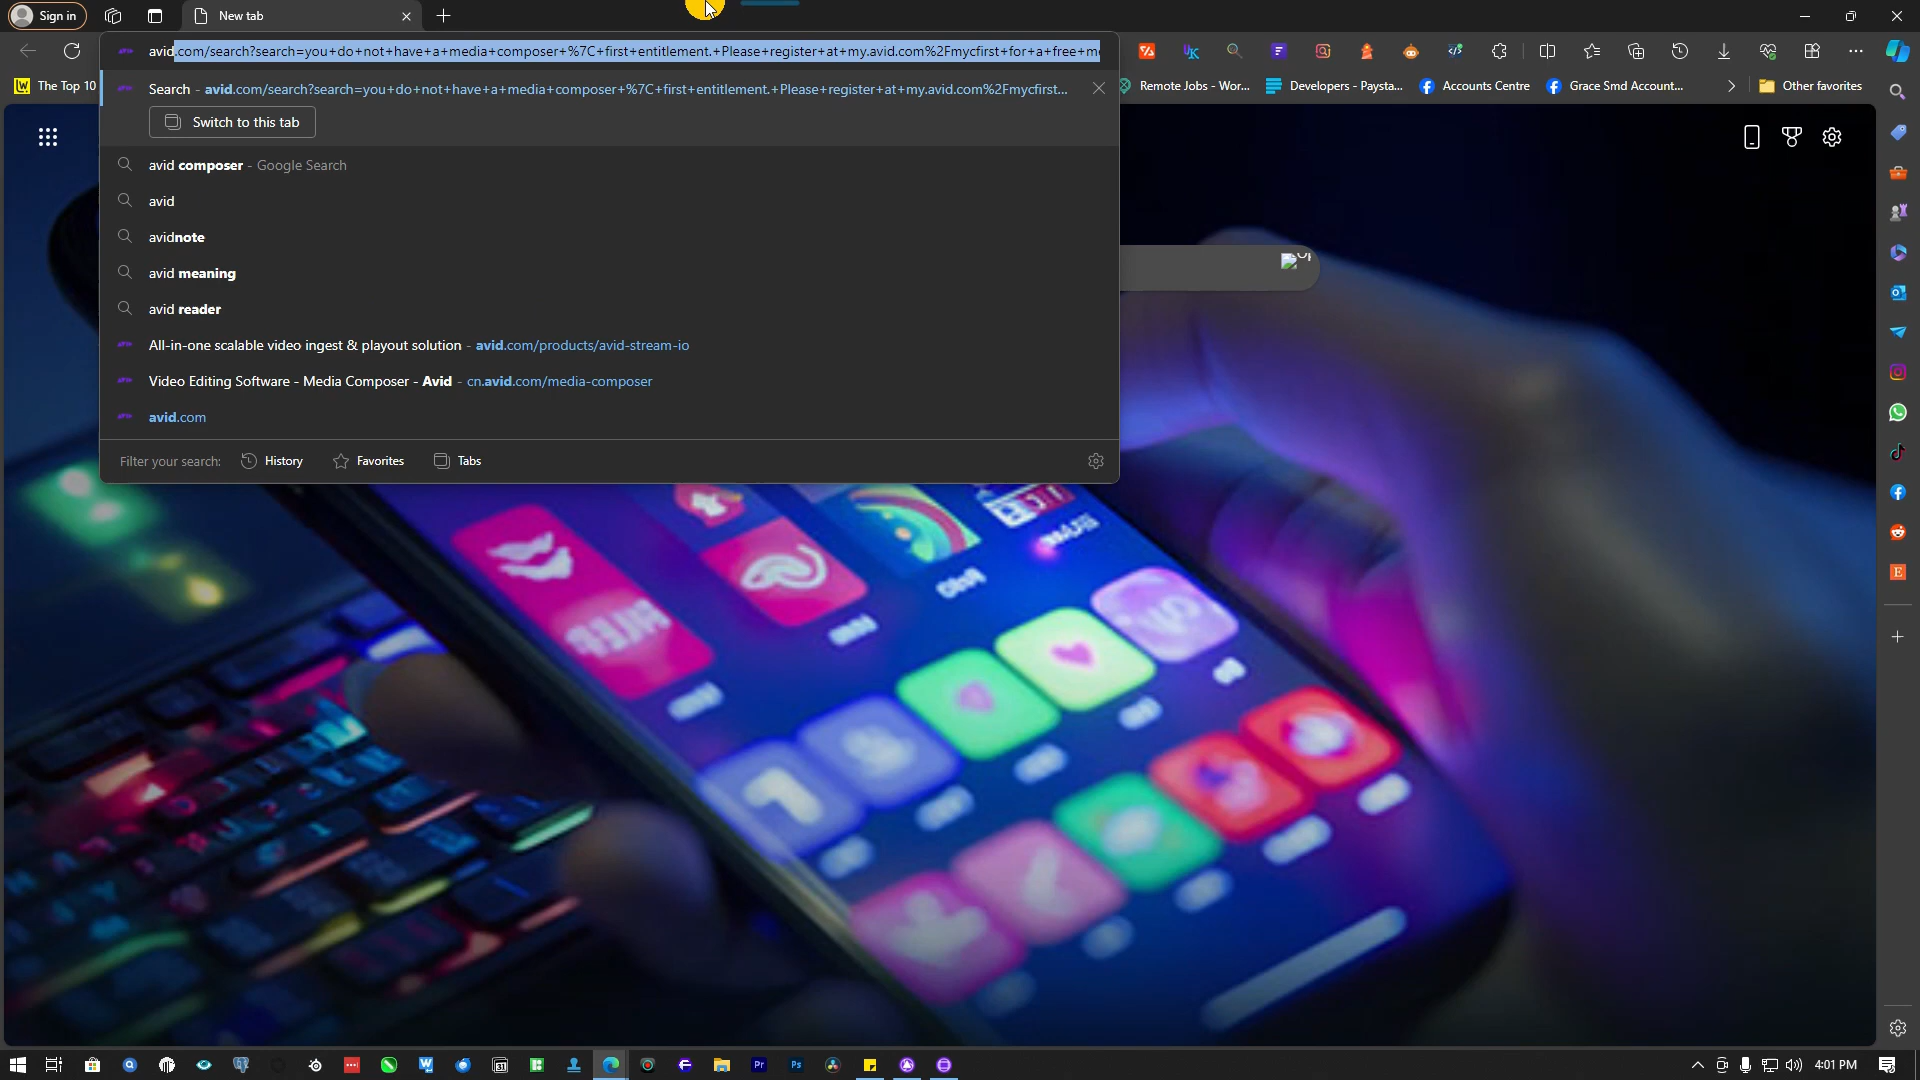 Sign in
New tab
avid.com/search?search=you+do+not+have+a+media+composer+%7C+first+entitlement.+Please+register+at+my.avid.com%2Fmycfirst+for+a+free+m
Search - avid.com/search?search=you+do+not+have+a+media+composer+%7C+first+entitlement.+Please+register+at+my.avid.com%2Fmycfirst...
Switch to this tab
The Top 10
Remote Jobs - Wor...
Developers - Paysta...
Accounts Centre
Grace Smd Account...
Other favorites
avid composer - Google Search
avid
avidnote
avid meaning
avid reader
All-in-one scalable video ingest & playout solution - avid.com/products/avid-stream-io
Video Editing Software - Media Composer - Avid - cn.avid.com/media-composer
avid.com
Filter your search:
History
Favorites
Tabs
4:01 PM